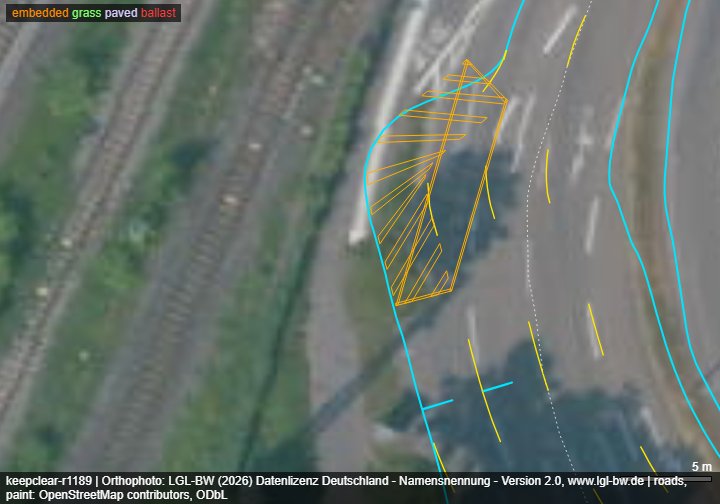 embedded grass paved ballast
5 m
keepclear-r1189 | Orthophoto: LGL-BW (2026) Datenlizenz Deutschland - Namensnennung - Version 2.0, www.lgl-bw.de | roads,
paint: OpenStreetMap contributors, ODbL